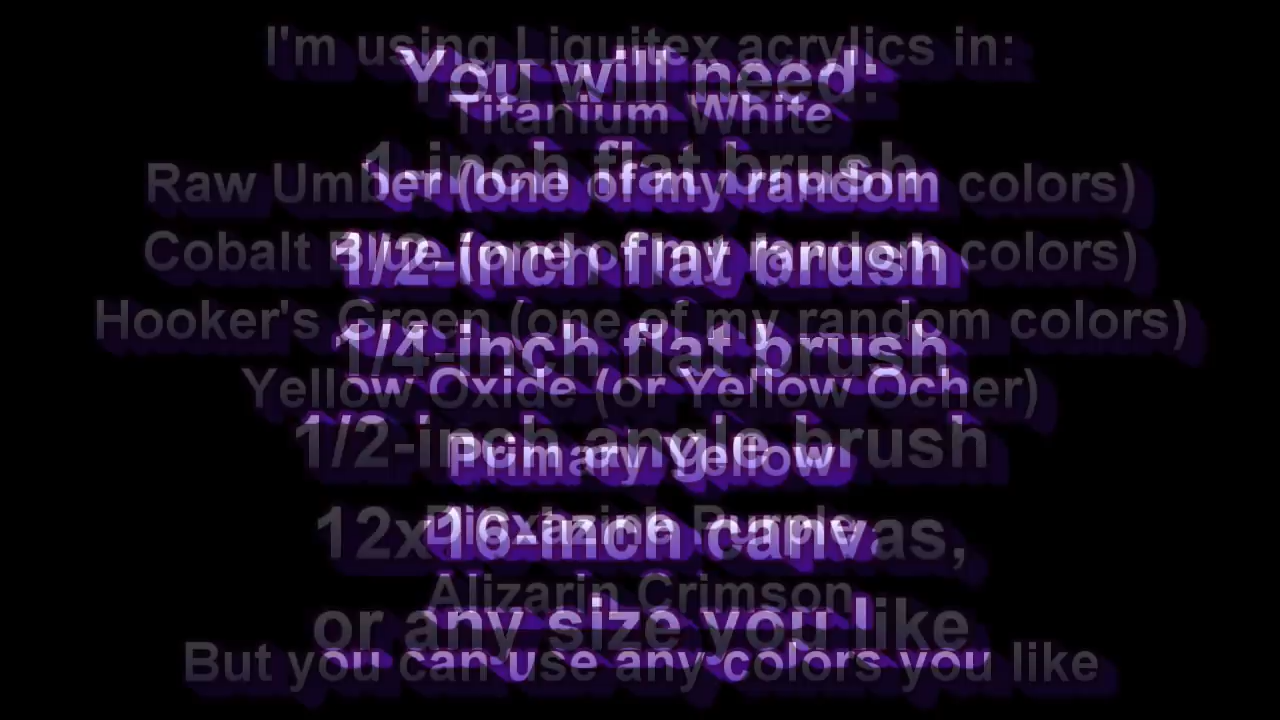 I'm using Liquitex acrylics in:
You will need:
Titanium White
1-inch flat brush
Raw Umber (one of my random colors)
Cobalt Blue (one of my random colors)
1/2-inch flat brush
Hooker's Green (one of my random colors)
1/4-inch flat brush
Yellow Oxide (or Yellow Ocher)
1/2-inch angle brush
Primary Yellow
Dioxazine Purple
12x16-inch canvas,
Alizarin Crimson
or any size you like
But you can use any colors you like